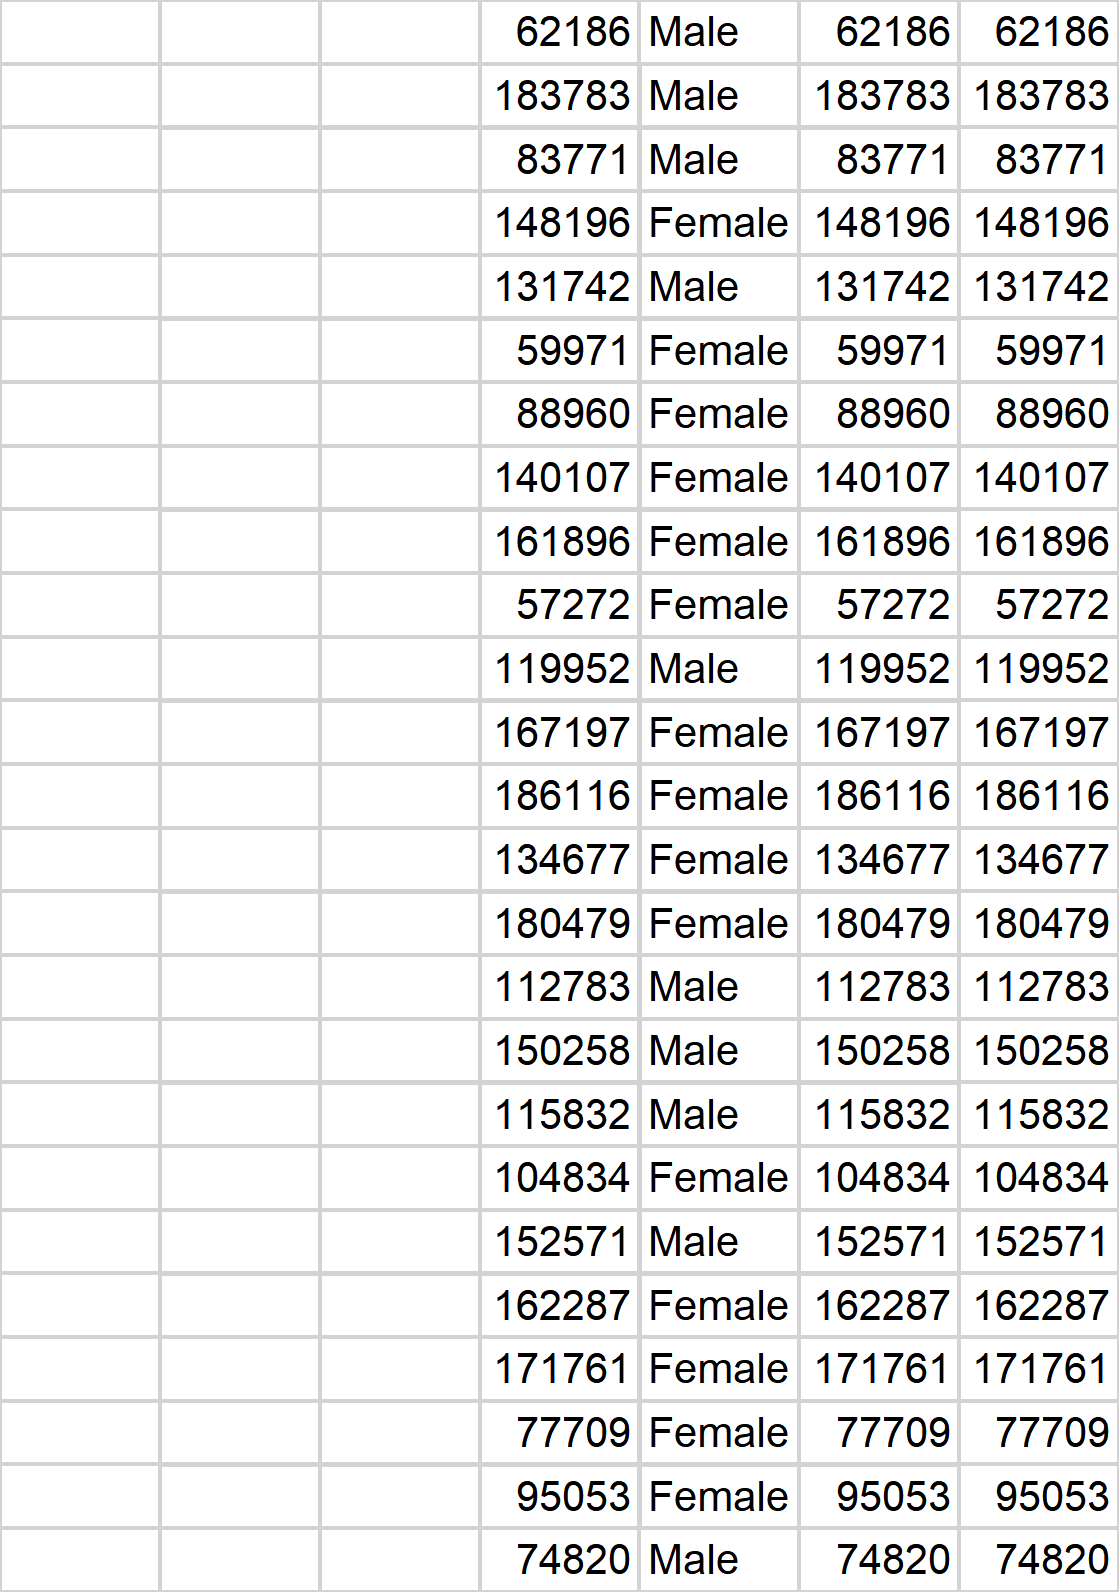 62186 Male 62186 62186
183783 Male 183783 183783
83771 Male 83771 83771
148196 Female 148196 148196
131742 Male 131742 131742
59971 Female 59971 59971
88960 Female 88960 88960
140107 Female 140107 140107
161896 Female 161896 161896
57272 Female 57272 57272
119952 Male 119952 119952
167197 Female 167197 167197
186116 Female 186116 186116
134677 Female 134677 134677
180479 Female 180479 180479
112783 Male 112783 112783
150258 Male 150258 150258
115832 Male 115832 115832
104834 Female 104834 104834
152571 Male 152571 152571
162287 Female 162287 162287
171761 Female 171761 171761
77709 Female 77709 77709
95053 Female 95053 95053
74820 Male 74820 74820